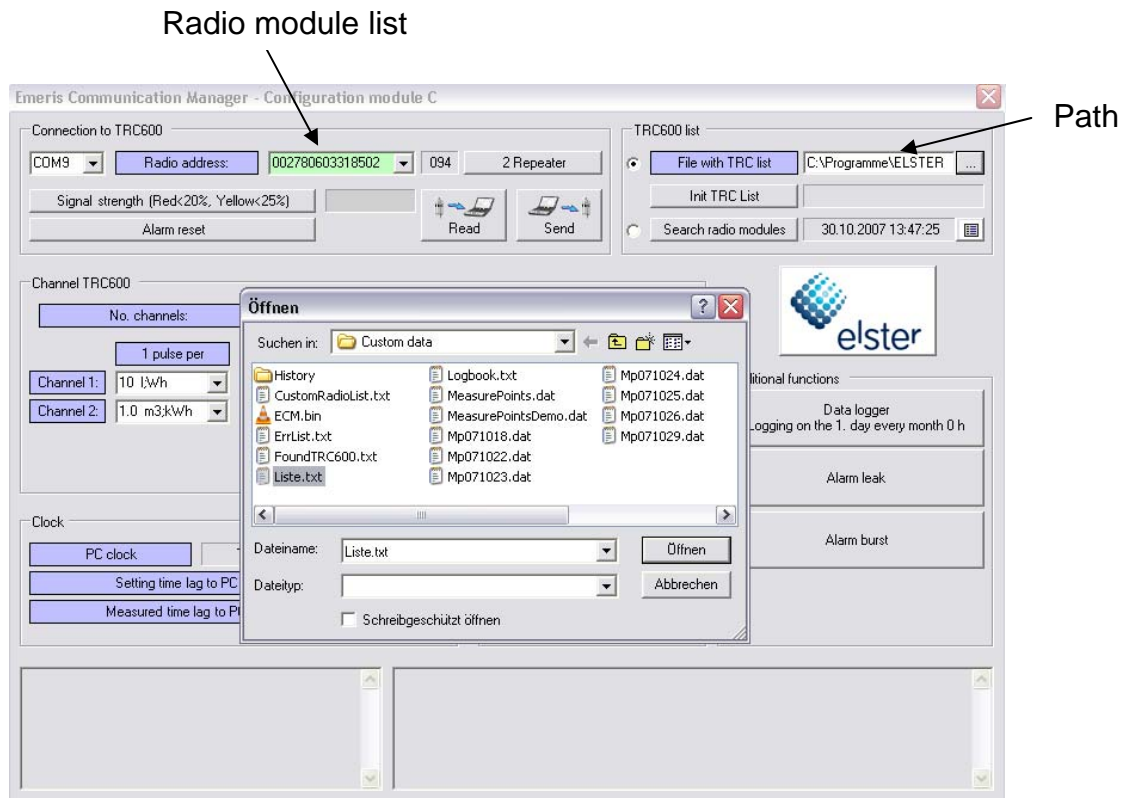 Radio module list
Path
Emeris Communication Manager - Configuration module C
Connection to TRC600
COM9
Radio address:
002780603318502
094
2 Repeater
Signal strength (Red<20%, Yellow<25%)
Alarm reset
Read
Send
TRC600 list
File with TRC list
C:\Programme\ELSTER
...
Init TRC List
Search radio modules
30.10.2007 13:47:25
Channel TRC600
No. channels:
1 pulse per
Channel 1:
10 l;Wh
Channel 2:
1.0 m3;kWh
Clock
PC clock
Setting time lag to PC
Measured time lag to
elster
Data logger
Logging on the 1. day every month 0 h
Alarm leak
Alarm burst
functions
Öffnen
?
Suchen in:
Custom data
History
CustomRadioList.txt
ECM.bin
ErrList.txt
FoundTRC600.txt
Liste.txt
Logbook.txt
MeasurePoints.dat
MeasurePointsDemo.dat
Mp071018.dat
Mp071022.dat
Mp071023.dat
Mp071024.dat
Mp071025.dat
Mp071026.dat
Mp071029.dat
Dateiname:
Liste.txt
Öffnen
Dateityp:
Abbrechen
Schreibgeschützt öffnen